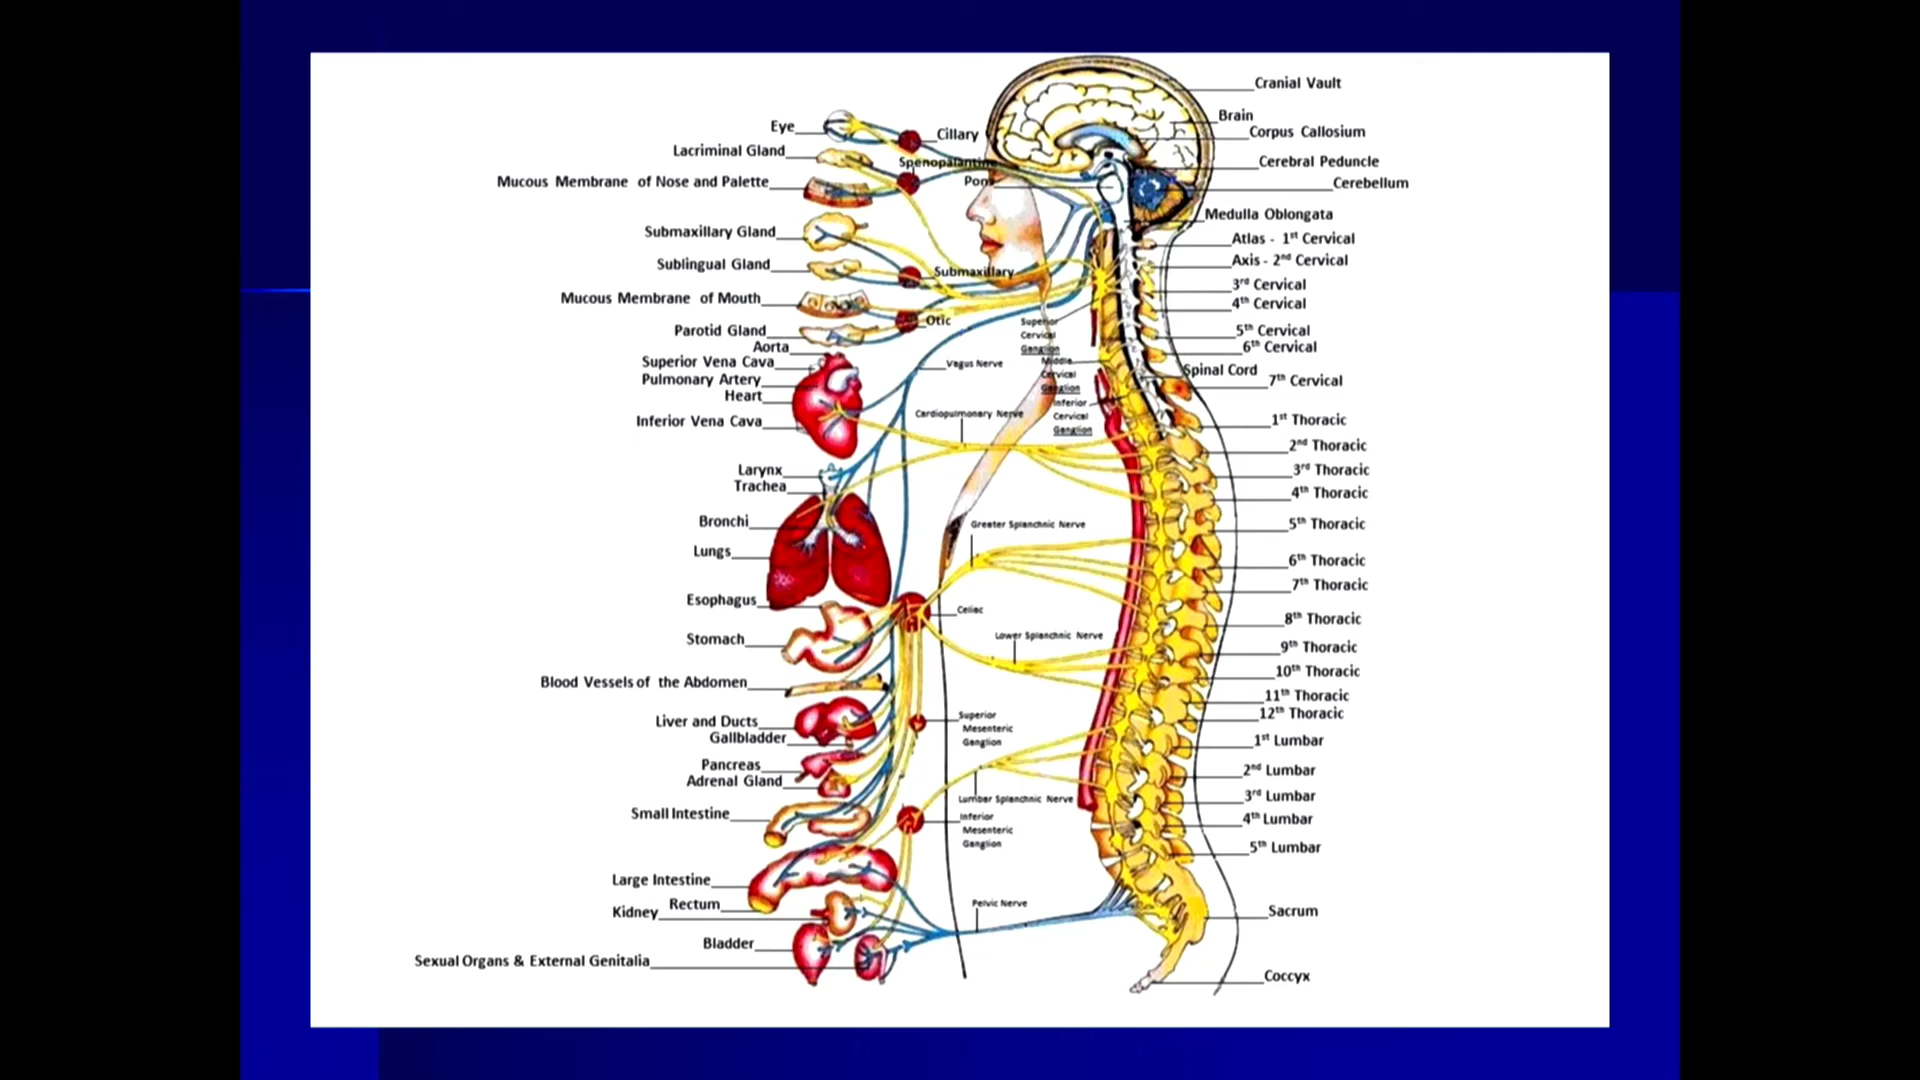 Eye
Lacriminal Gland
Mucous Membrane of Nose and Palette
Submaxillary Gland
Sublingual Gland
Mucous Membrane of Mouth
Parotid Gland
Aorta
Superior Vena Cava
Pulmonary Artery
Heart
Inferior Vena Cava
Larynx
Trachea
Bronchi
Lungs
Esophagus
Stomach
Blood Vessels of the Abdomen
Liver and Ducts
Gallbladder
Pancreas
Adrenal Gland
Small Intestine
Large Intestine
Rectum
Kidney
Bladder
Sexual Organs & External Genitalia
Cillary
Spenopalantine
Pons
Submaxillary
Otic
Superior
Cervical
Ganglion
Middle
Cervical
Ganglion
Inferior
Cervical
Ganglion
Vagus Nerve
Cardiopulmonary Nerve
Greater Splanchnic Nerve
Celiac
Lower Splanchnic Nerve
Superior
Mesenteric
Ganglion
Lumbar Splanchnic Nerve
Inferior
Mesenteric
Ganglion
Pelvic Nerve
Cranial Vault
Brain
Corpus Callosium
Cerebral Peduncle
Cerebellum
Medulla Oblongata
Atlas - 1st Cervical
Axis - 2nd Cervical
3rd Cervical
4th Cervical
5th Cervical
6th Cervical
Spinal Cord
7th Cervical
1st Thoracic
2nd Thoracic
3rd Thoracic
4th Thoracic
5th Thoracic
6th Thoracic
7th Thoracic
8th Thoracic
9th Thoracic
10th Thoracic
11th Thoracic
12th Thoracic
1st Lumbar
2nd Lumbar
3rd Lumbar
4th Lumbar
5th Lumbar
Sacrum
Coccyx